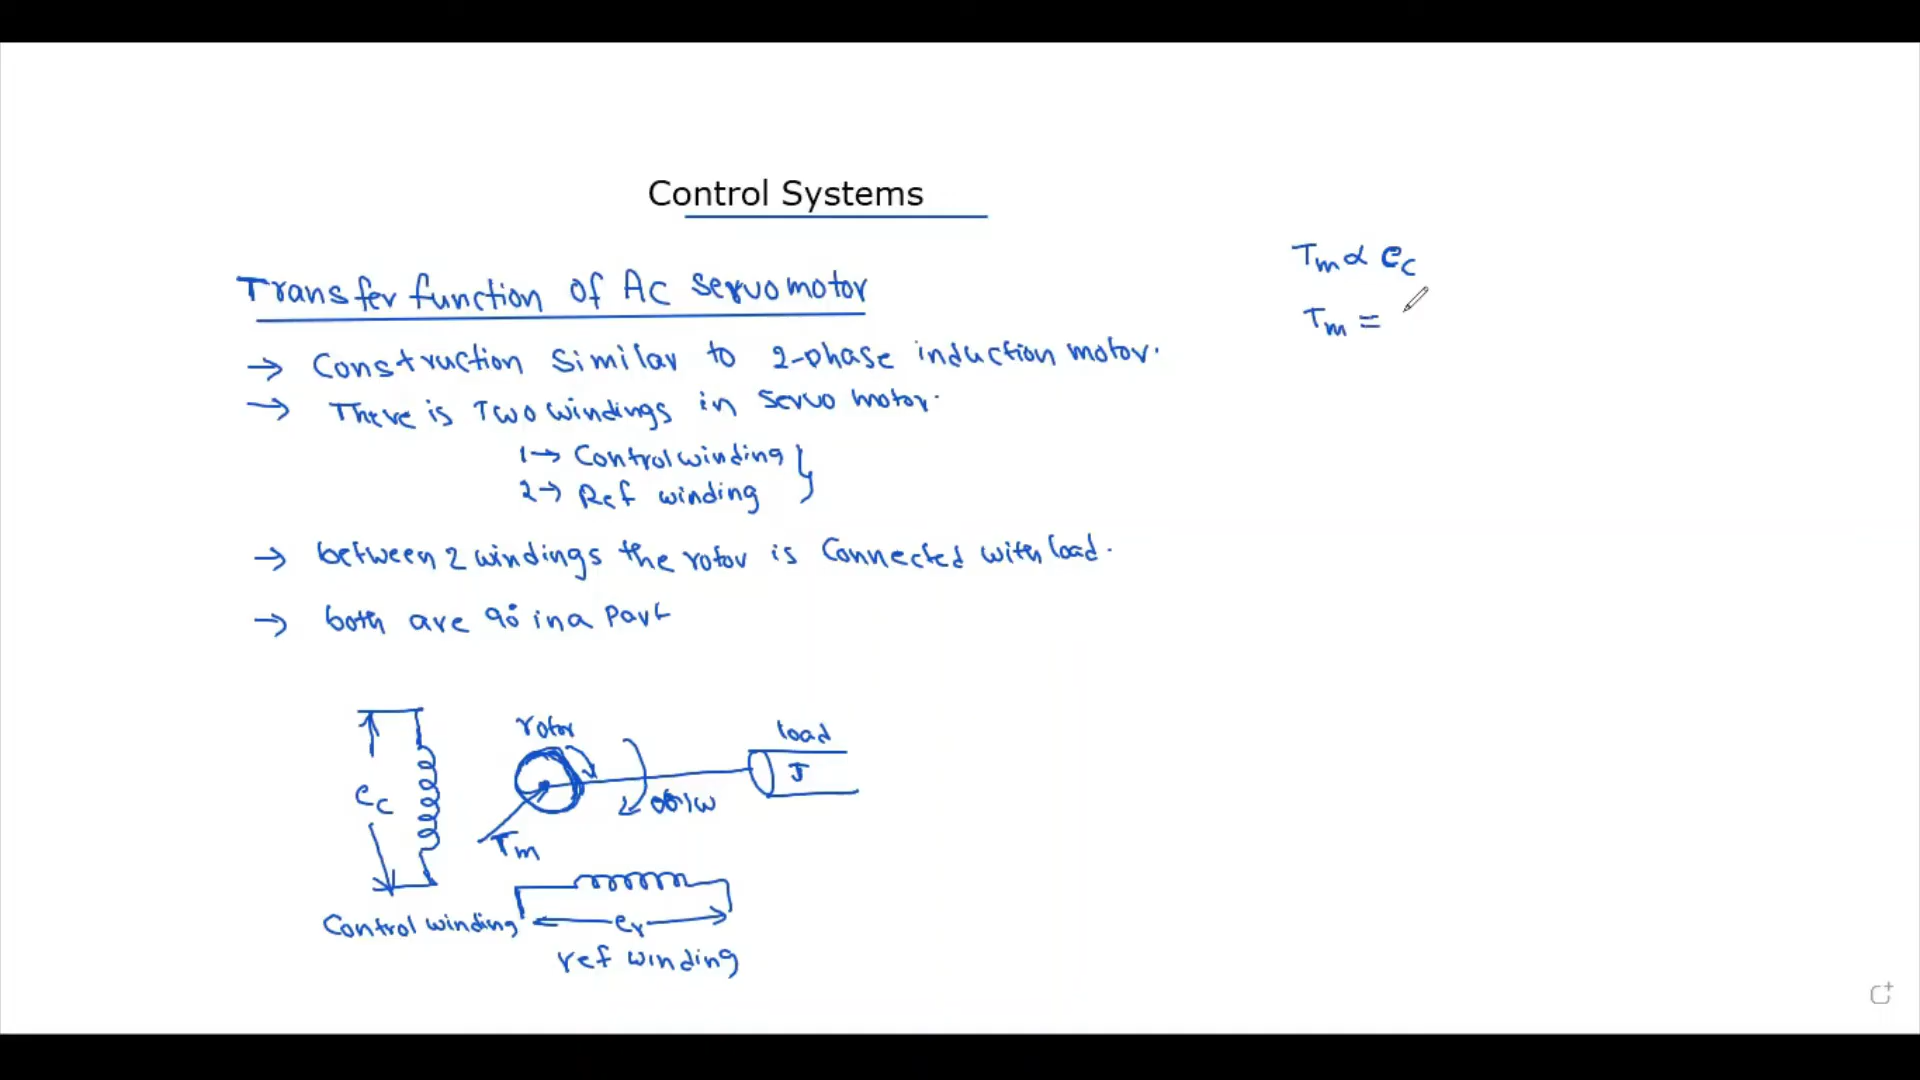 Control Systems
Transfer function of Ac servomotor
→ Construction Similar to 2-phase induction motor.
→ There is Two windings in servo motor.
1→ Control winding
2→ Ref winding
→ between 2 windings the rotor is Connected with load.
→ both are 90° in a Part
Tm ∝ ec
Tm =
rotor
load
J
ec
Tm
Control winding
er
ref winding